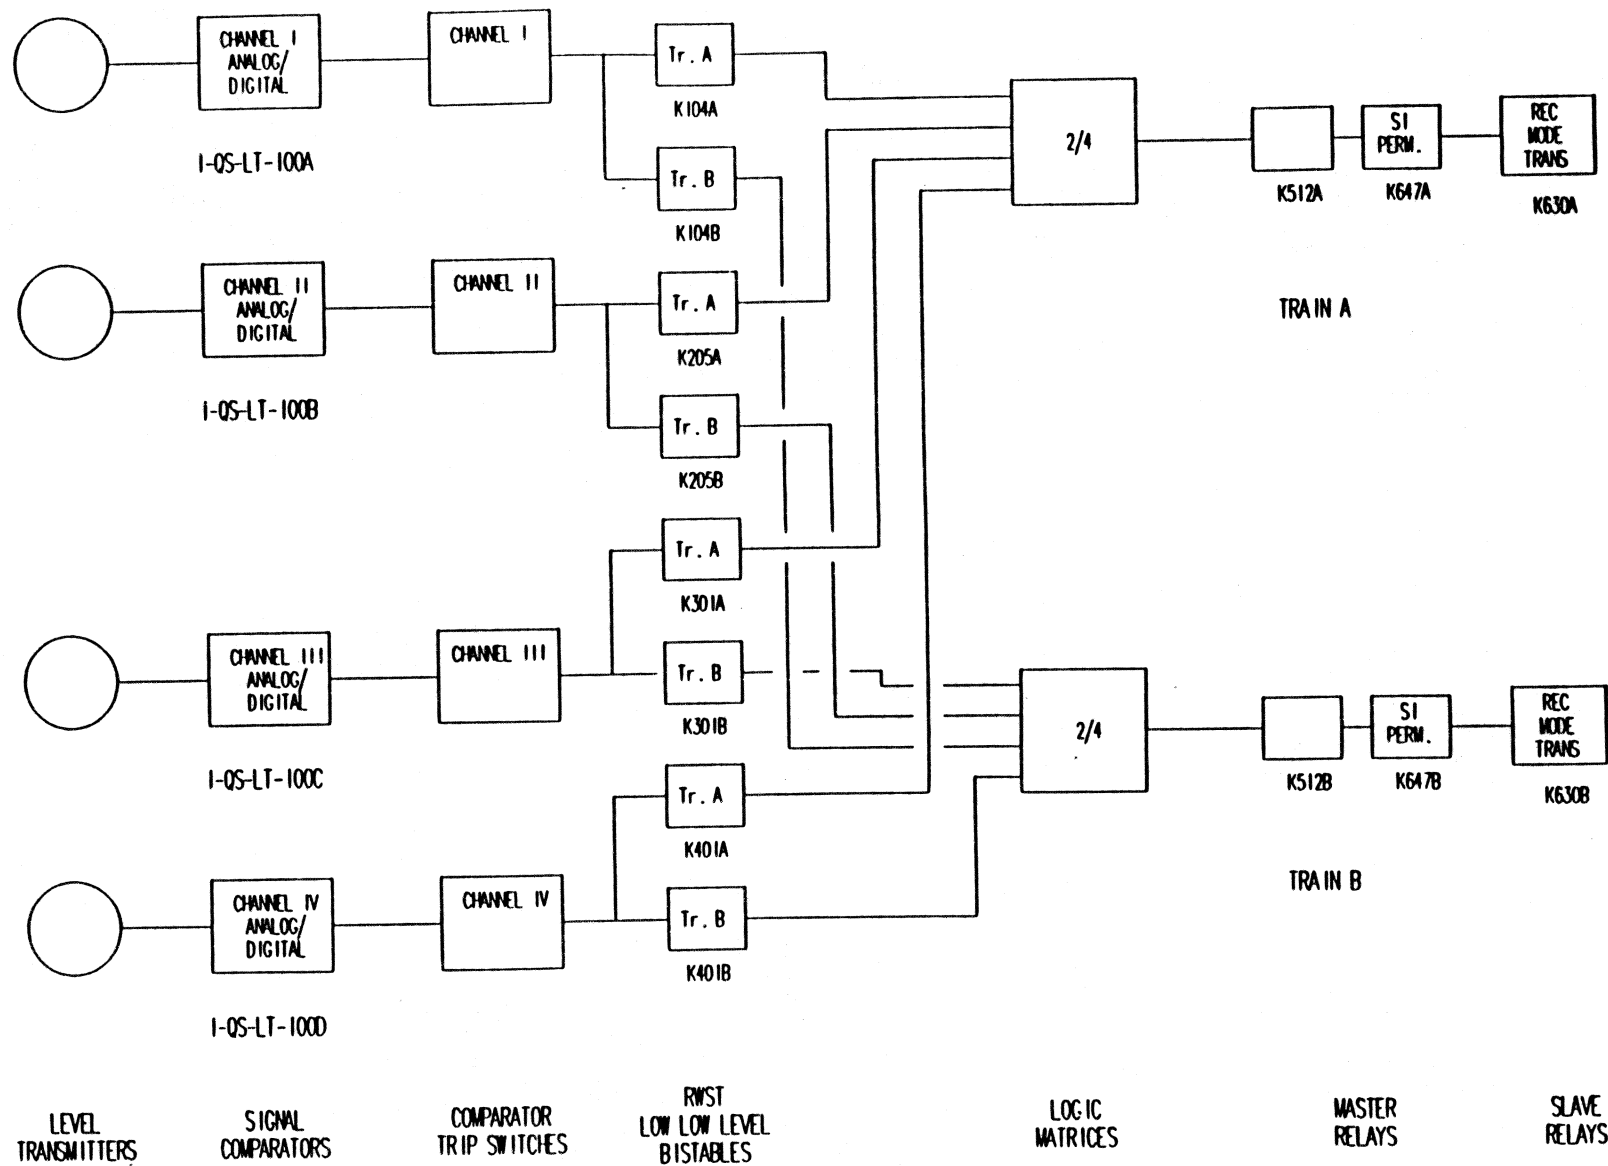 CHANNEL I
ANALOG/
DIGITAL
1-QS-LT-100A
CHANNEL I
Tr. A
K104A
Tr. B
K104B
2/4
K512A
SI
PERM.
K647A
REC
MODE
TRANS
K630A
TRAIN A
CHANNEL II
ANALOG/
DIGITAL
1-QS-LT-100B
CHANNEL II
Tr. A
K205A
Tr. B
K205B
CHANNEL III
ANALOG/
DIGITAL
1-QS-LT-100C
CHANNEL III
Tr. A
K301A
Tr. B
K301B
2/4
K512B
SI
PERM.
K647B
REC
MODE
TRANS
K630B
TRAIN B
CHANNEL IV
ANALOG/
DIGITAL
1-QS-LT-100D
CHANNEL IV
Tr. A
K401A
Tr. B
K401B
LEVEL
TRANSMITTERS
SIGNAL
COMPARATORS
COMPARATOR
TRIP SWITCHES
RWST
LOW LOW LEVEL
BISTABLES
LOGIC
MATRICES
MASTER
RELAYS
SLAVE
RELAYS